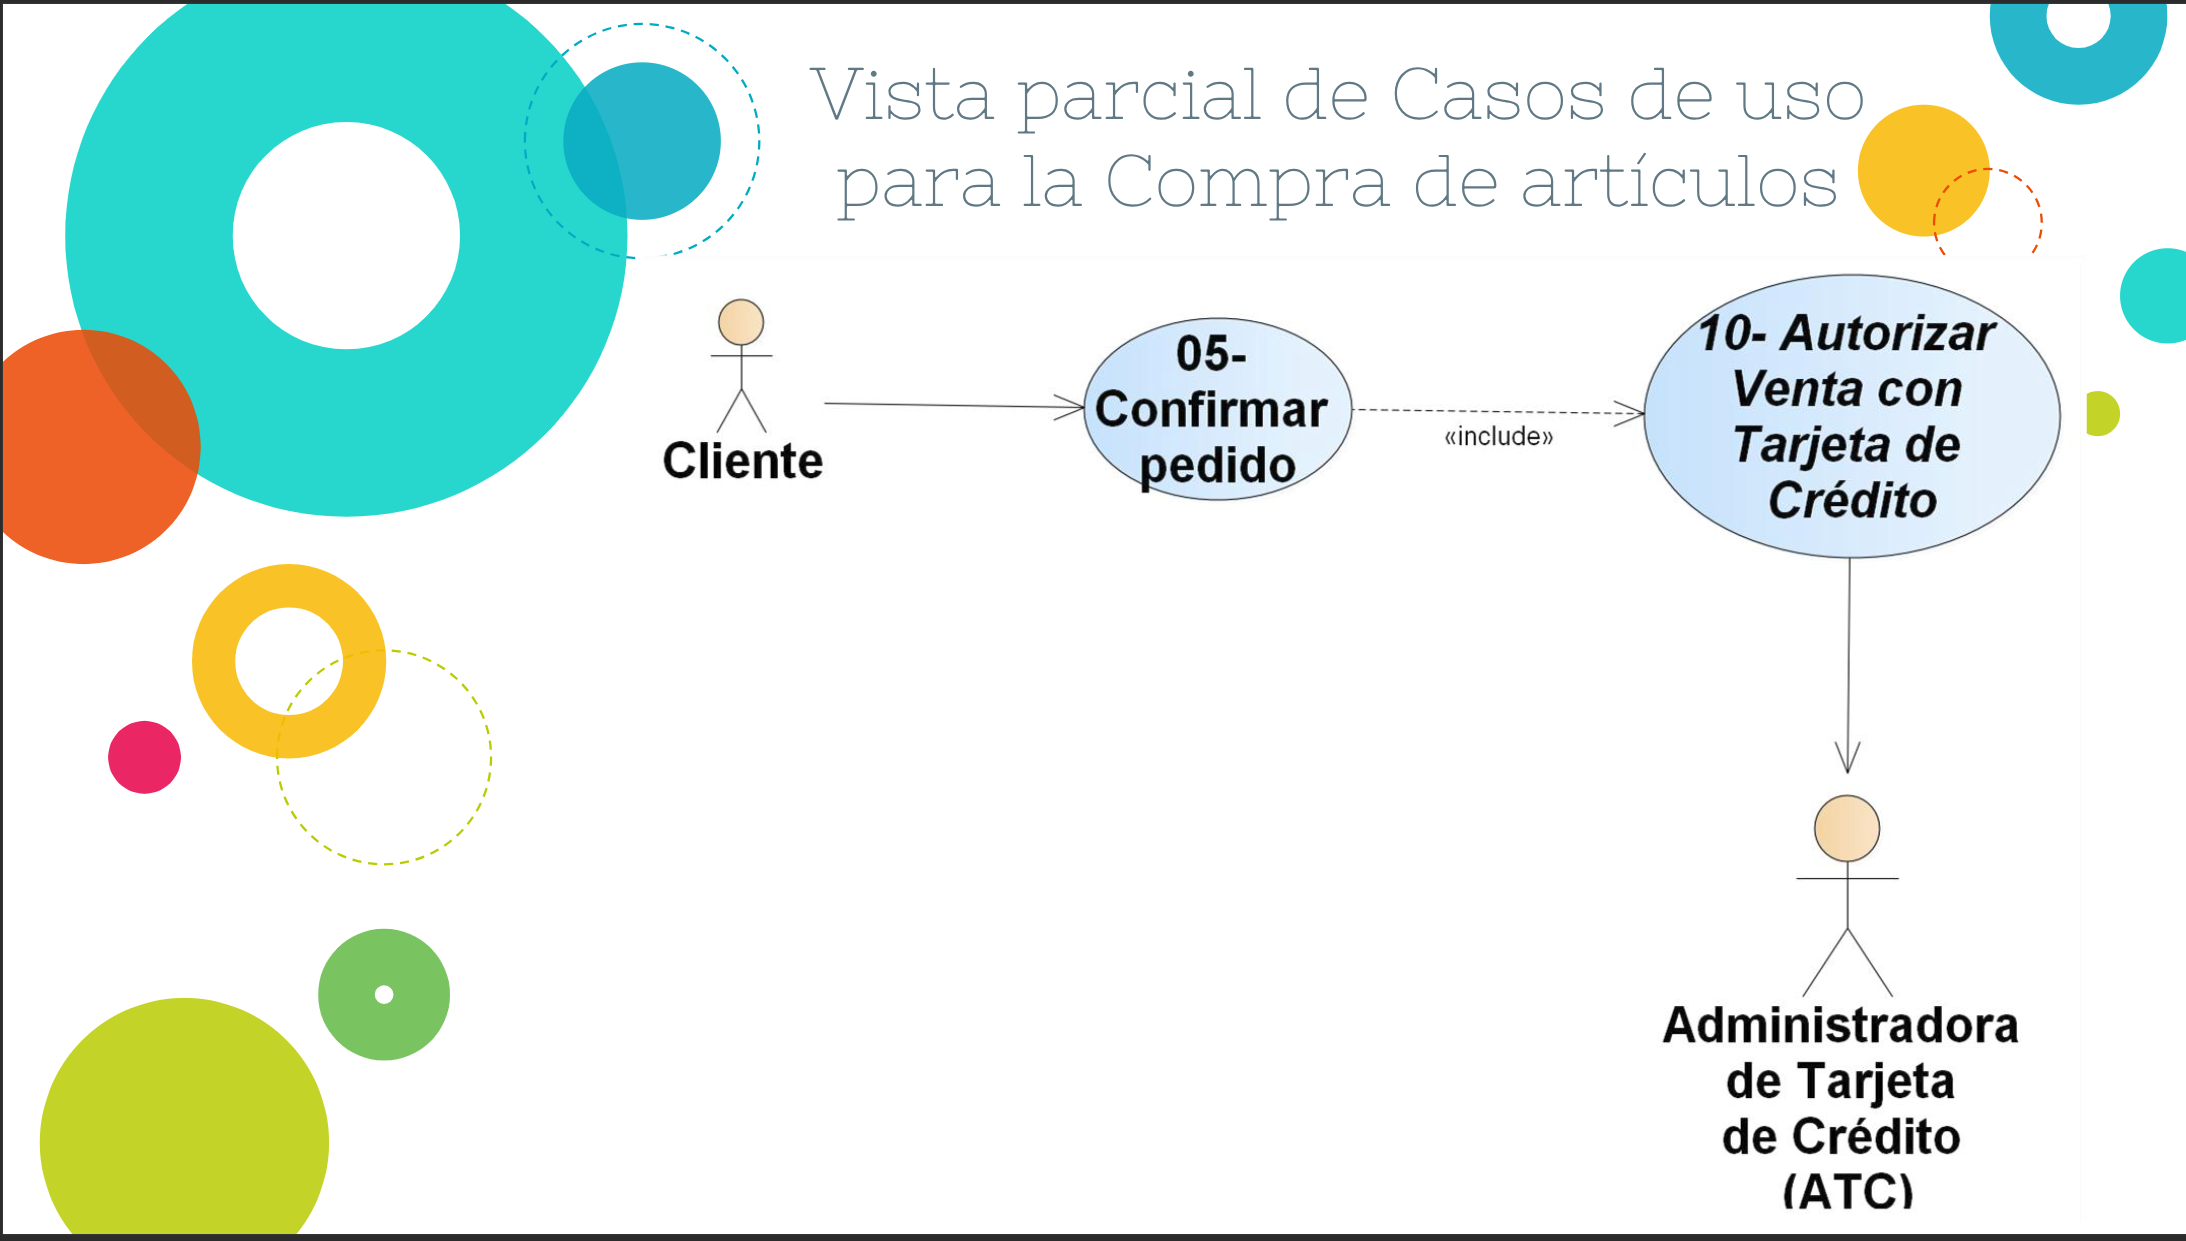 Vista parcial de Casos de uso
para la Compra de artículos
Cliente
05-
Confirmar
pedido
«include»
10- Autorizar
Venta con
Tarjeta de
Crédito
Administradora
de Tarjeta
de Crédito
(ATC)